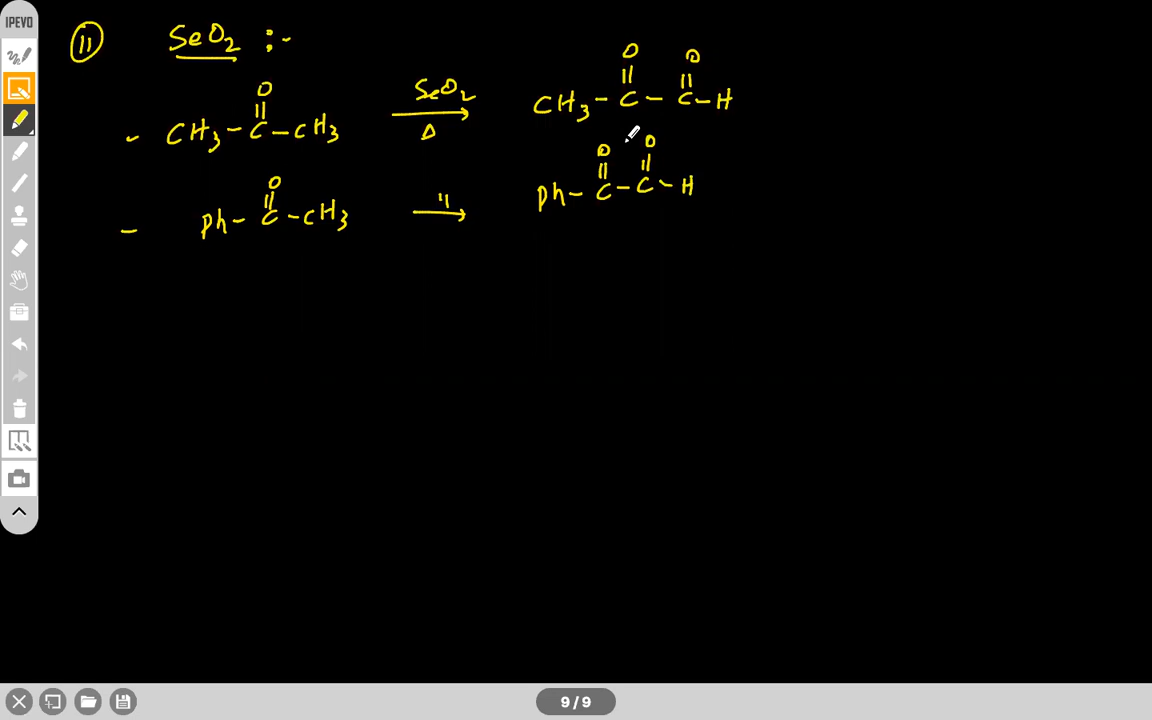 IPEVO
11 SeO2 :-
O O O
|| || ||
- CH3-C-CH3 SeO2 → Δ CH3-C-C-H
O O O
|| || ||
- Ph-C-CH3 〃 → Ph-C-C-H
9 / 9